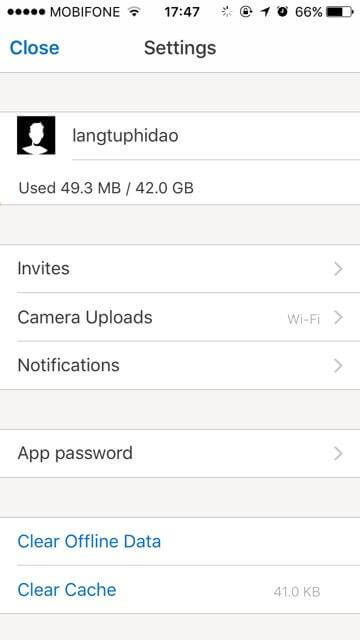 MOBIFONE 17:47 66%
Close Settings
langtuphidao
Used 49.3 MB / 42.0 GB
Invites
Camera Uploads Wi-Fi
Notifications
App password
Clear Offline Data
Clear Cache 41.0 KB